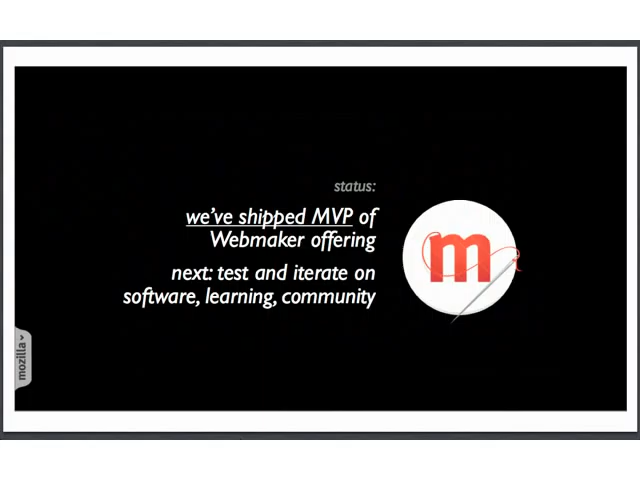 status:
we've shipped MVP of
Webmaker offering
next: test and iterate on
software, learning, community
m
mozilla